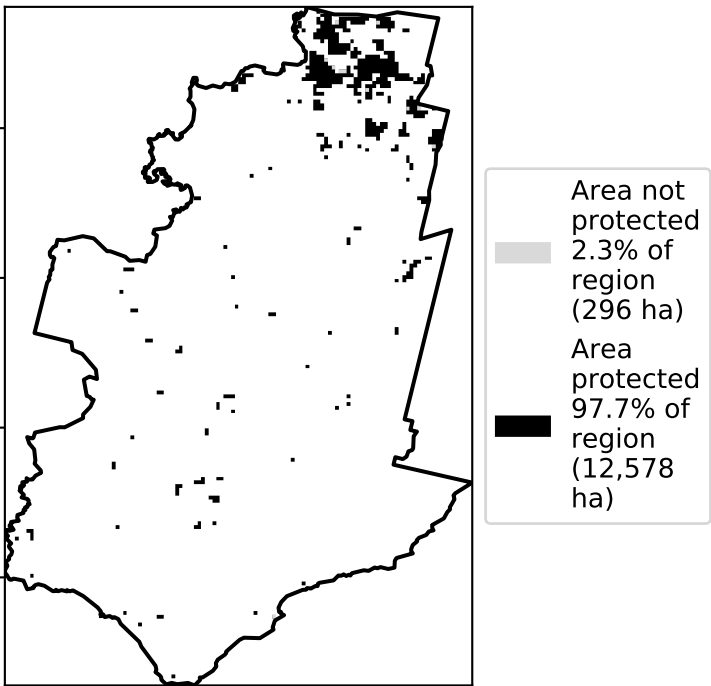 Area not
protected
2.3% of
region
(296 ha)
Area
protected
97.7% of
region
(12,578
ha)